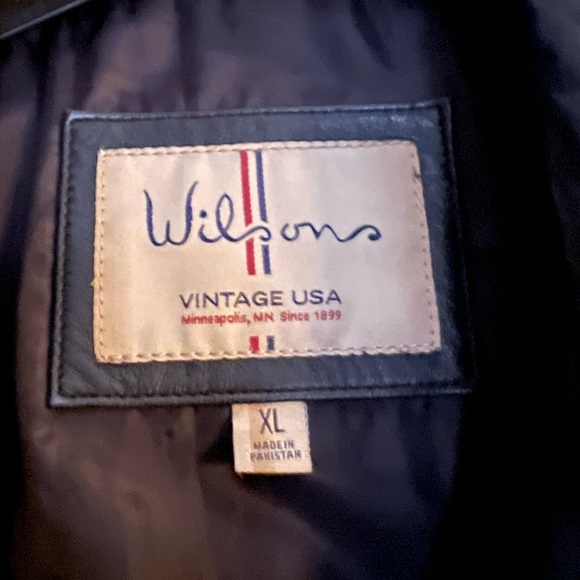 Wilsons
VINTAGE USA
Minneapolis, MN Since 1899
XL
MADE IN
PAKISTAN